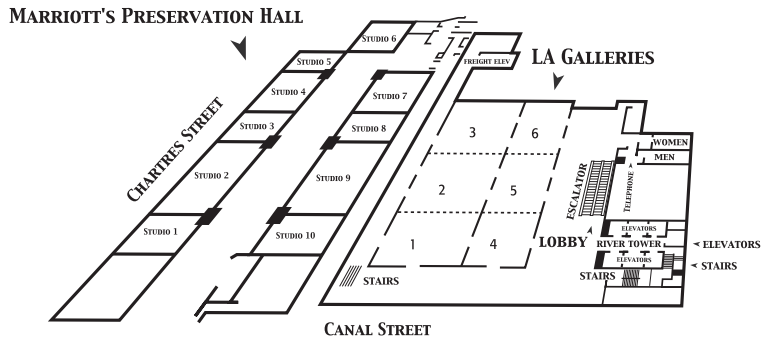 MARRIOTT'S PRESERVATION HALL
LA GALLERIES
CHARTRES STREET
STUDIO 6
STUDIO 5
STUDIO 4
STUDIO 3
STUDIO 2
STUDIO 1
STUDIO 7
STUDIO 8
STUDIO 9
STUDIO 10
FREIGHT ELEV
3
6
2
5
1
4
ESCALATOR
TELEPHONE
WOMEN
MEN
LOBBY
ELEVATORS
RIVER TOWER
ELEVATORS
ELEVATORS
STAIRS
STAIRS
STAIRS
CANAL STREET